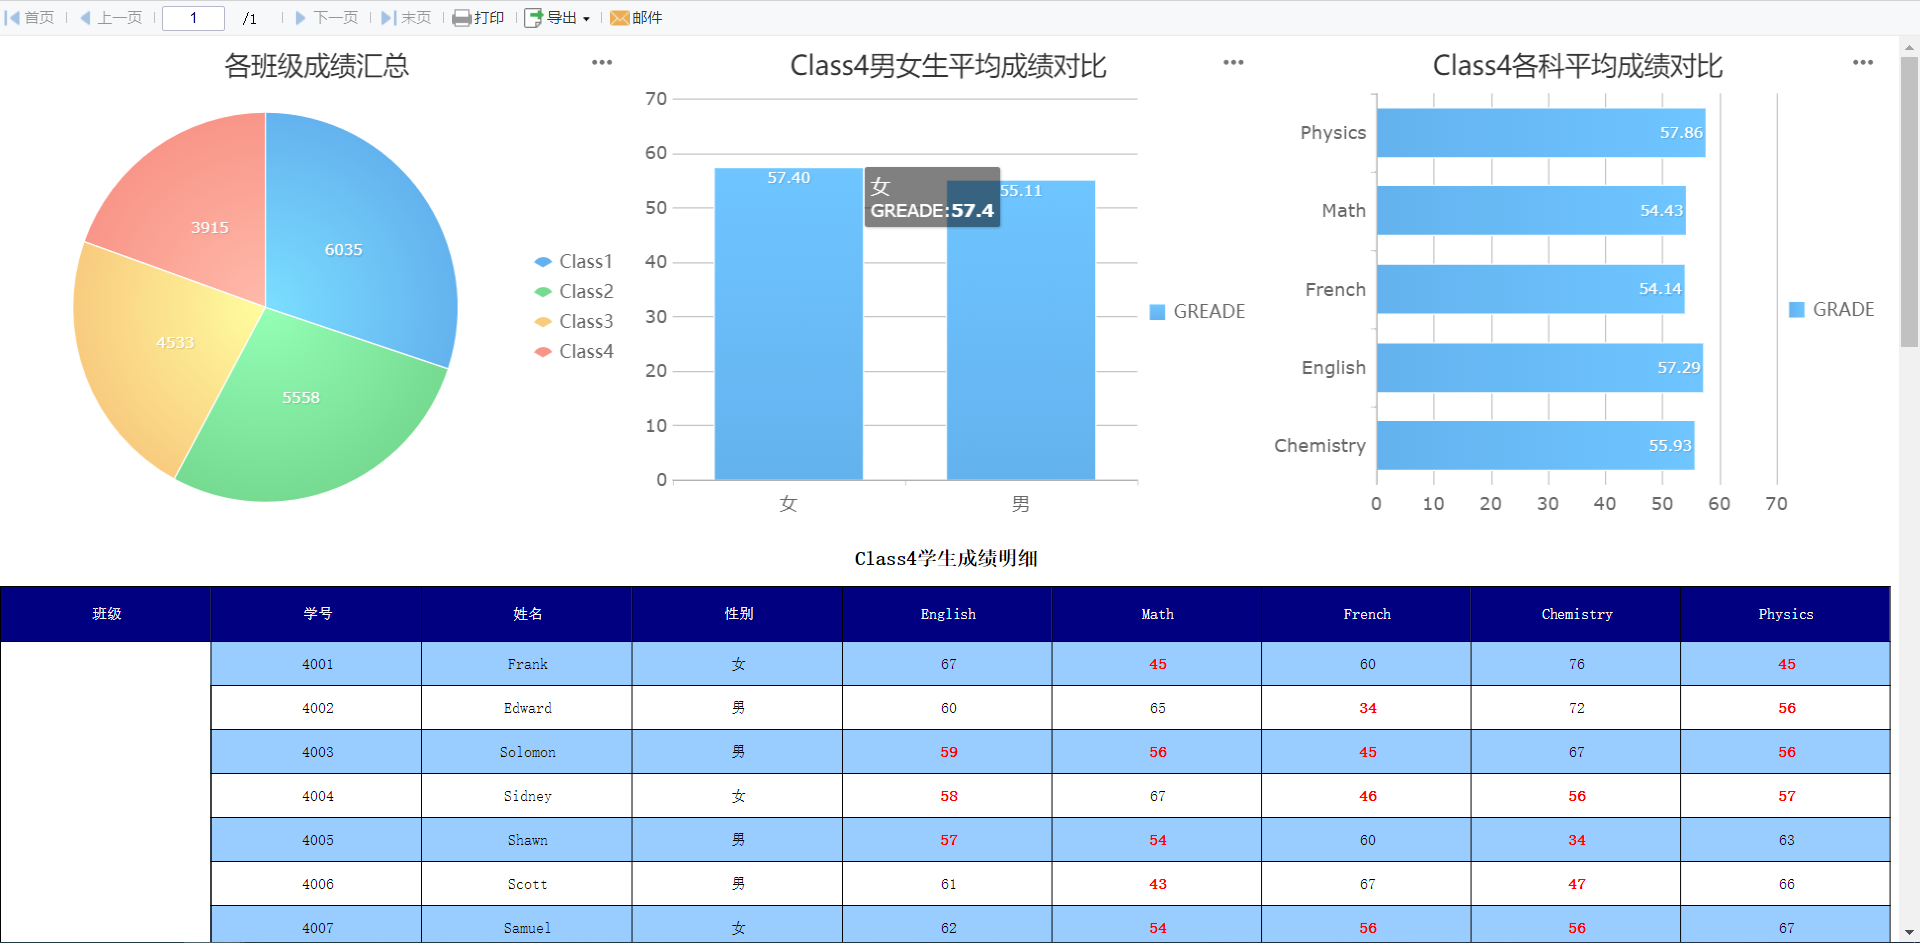 首页 上一页 1 /1 下一页 末页 打印 导出 邮件
各班级成绩汇总
3915
6035
4533
5558
Class1
Class2
Class3
Class4
Class4男女生平均成绩对比
70
60
50
40
30
20
10
0
57.40
55.11
女
GREADE:57.4
女 男
GREADE
Class4各科平均成绩对比
Physics 57.86
Math 54.43
French 54.14
English 57.29
Chemistry 55.93
0 10 20 30 40 50 60 70
GRADE
Class4学生成绩明细
班级 学号 姓名 性别 English Math French Chemistry Physics
4001 Frank 女 67 45 60 76 45
4002 Edward 男 60 65 34 72 56
4003 Solomon 男 59 56 45 67 56
4004 Sidney 女 58 67 46 56 57
4005 Shawn 男 57 54 60 34 63
4006 Scott 男 61 43 67 47 66
4007 Samuel 女 62 54 56 56 67